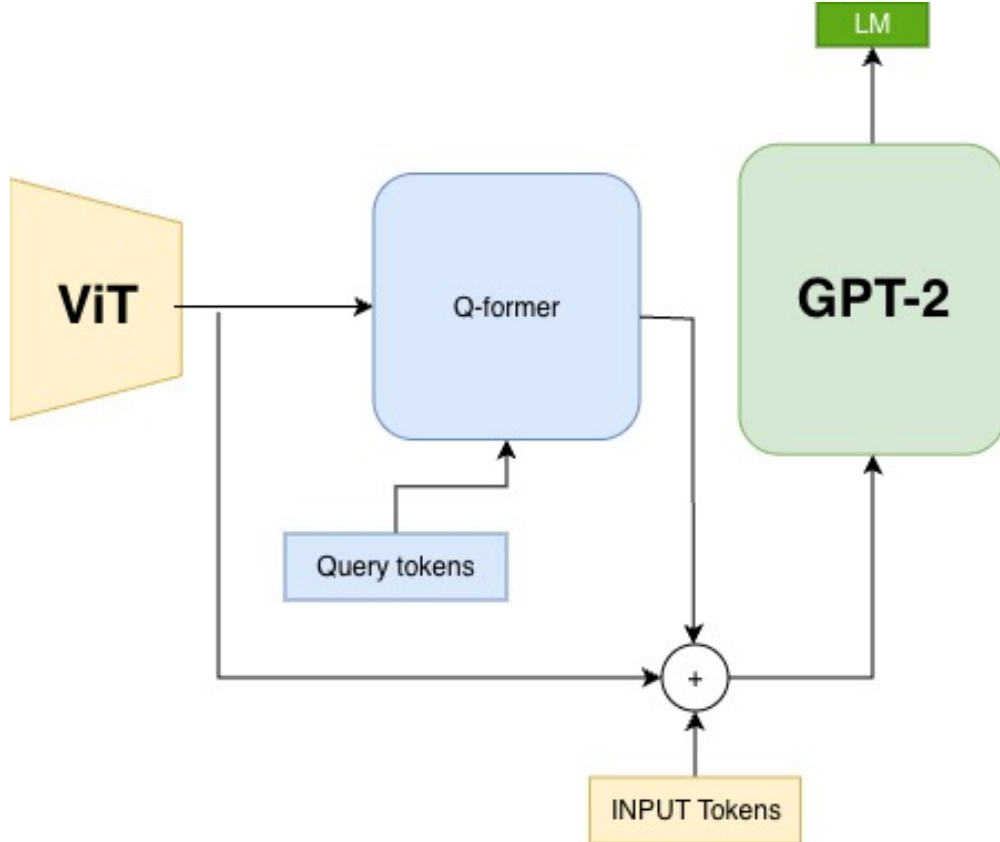 LM
ViT
Q-former
GPT-2
Query tokens
+
INPUT Tokens